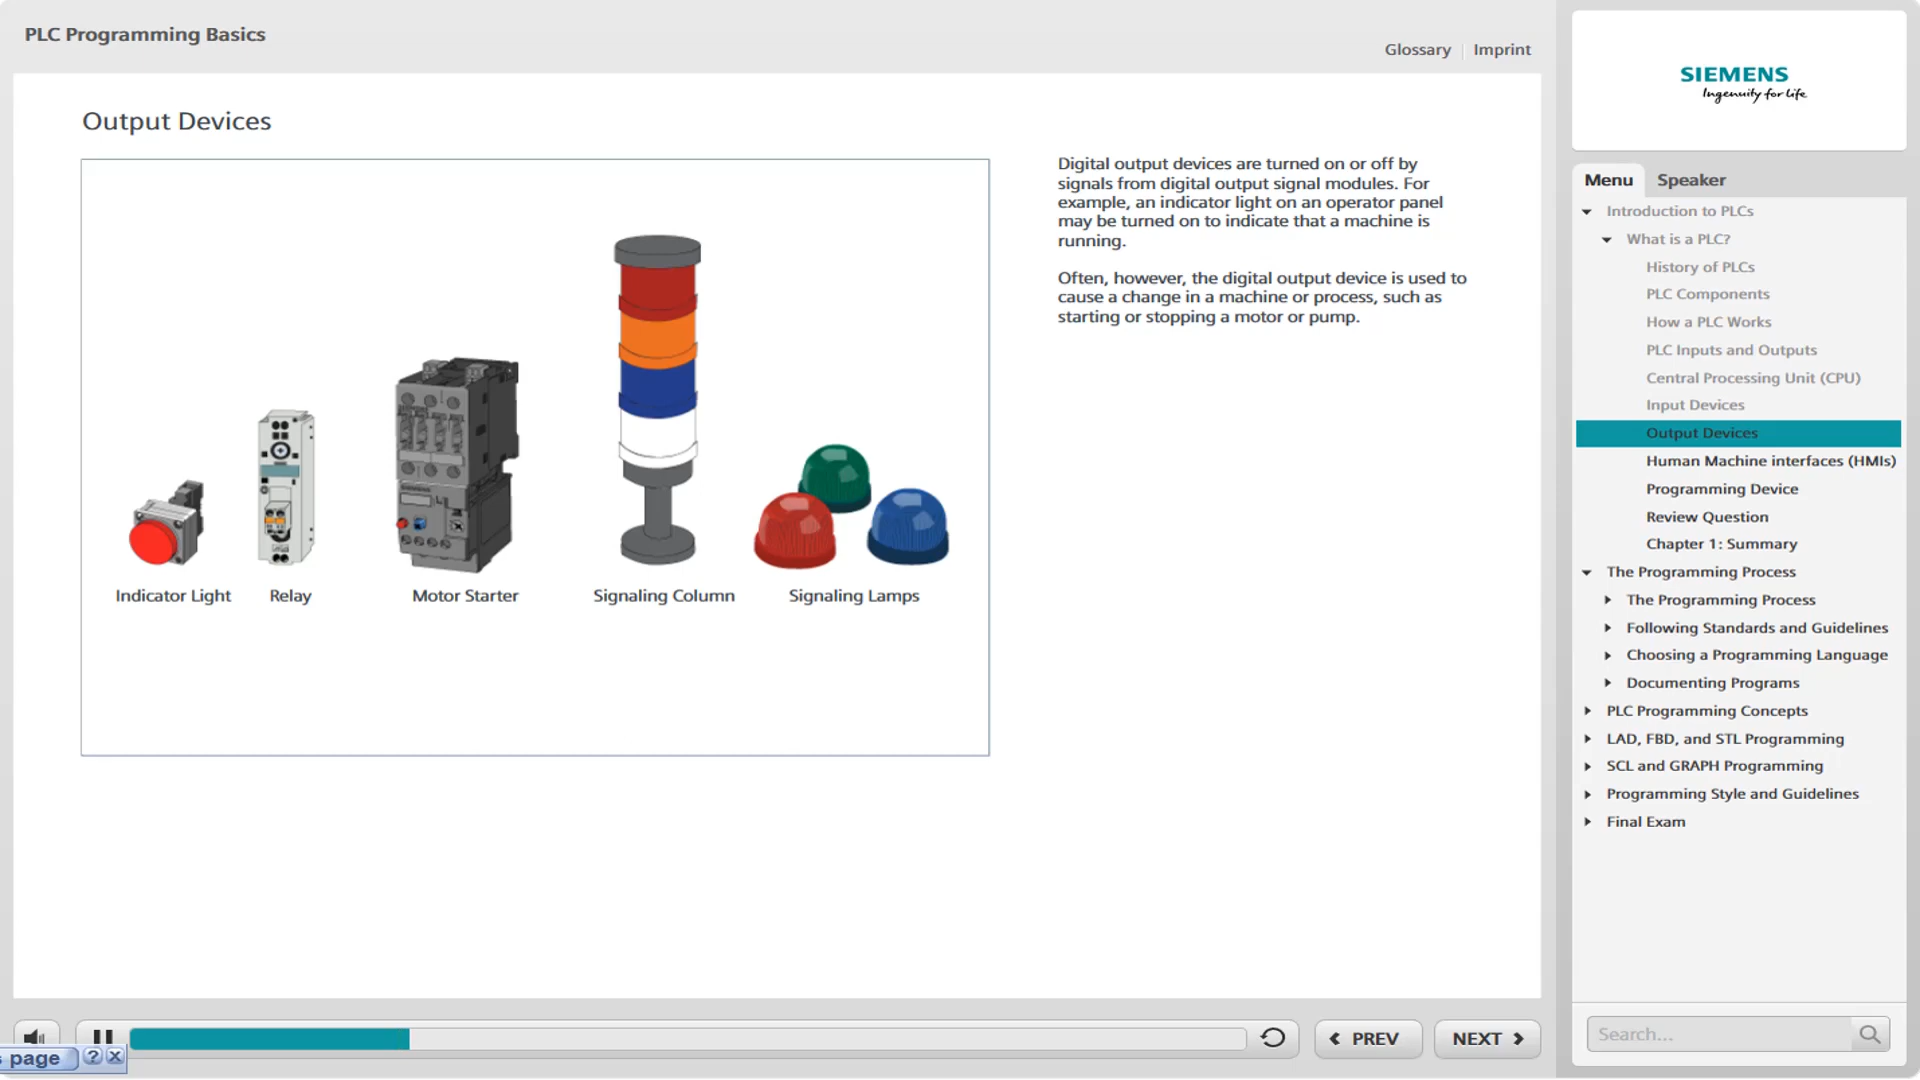 PLC Programming Basics
Glossary
Imprint
SIEMENS
Ingenuity for life
Output Devices
Indicator Light
Relay
Motor Starter
Signaling Column
Signaling Lamps
Digital output devices are turned on or off by
signals from digital output signal modules. For
example, an indicator light on an operator panel
may be turned on to indicate that a machine is
running.
Often, however, the digital output device is used to
cause a change in a machine or process, such as
starting or stopping a motor or pump.
Menu
Speaker
Introduction to PLCs
What is a PLC?
History of PLCs
PLC Components
How a PLC Works
PLC Inputs and Outputs
Central Processing Unit (CPU)
Input Devices
Output Devices
Human Machine interfaces (HMIs)
Programming Device
Review Question
Chapter 1: Summary
The Programming Process
The Programming Process
Following Standards and Guidelines
Choosing a Programming Language
Documenting Programs
PLC Programming Concepts
LAD, FBD, and STL Programming
SCL and GRAPH Programming
Programming Style and Guidelines
Final Exam
Search...
PREV
NEXT
s page
?